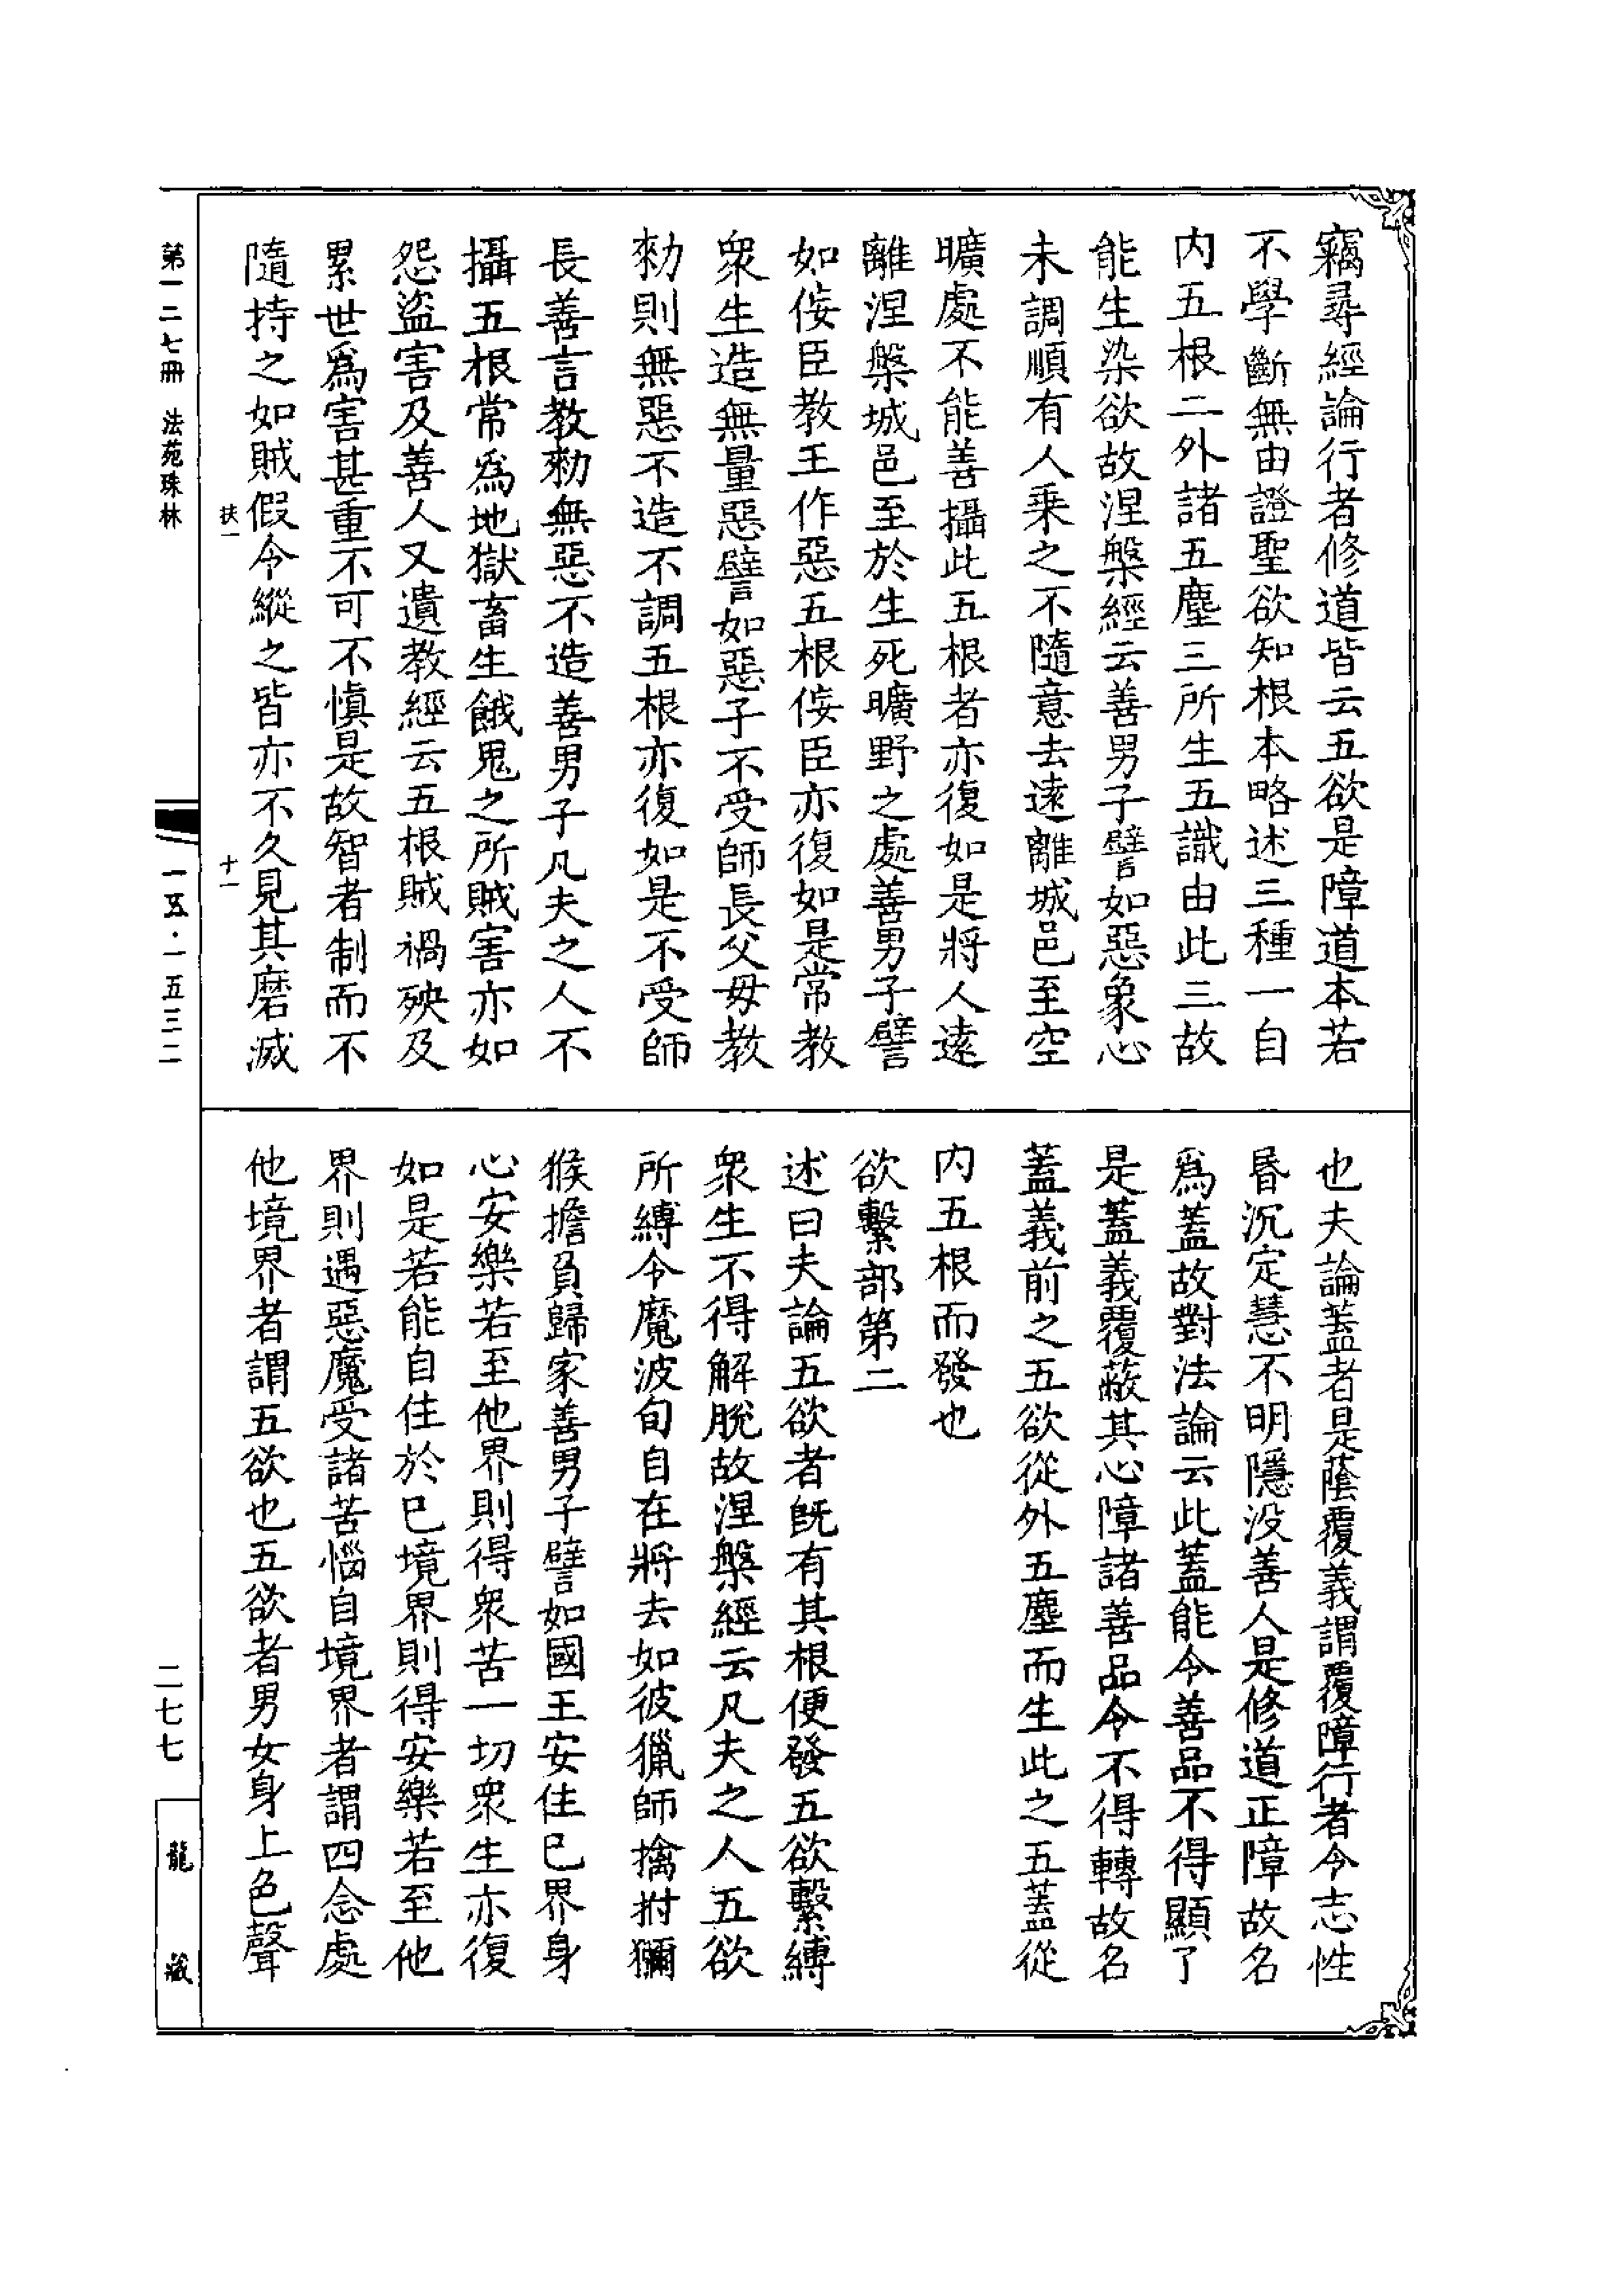 竊尋經論行者修道皆云五欲是障道本若
不學斷無由證聖欲知根本略述三種一自
内五根二外諸五塵三所生五識由此三故
能生染欲故涅槃經云善男子譬如惡象心
未調順有人乗之不隨意去遠離城邑至空
曠處不能善攝此五根者亦復如是將人遠
離涅槃城邑至於生死曠野之處善男子譬
如佞臣教王作惡五根佞臣亦復如是常教
衆生造無量惡譬如惡子不受師長父母教
勑則無惡不造不調五根亦復如是不受師
長善言教勑無惡不造善男子凡夫之人不
攝五根常爲地獄畜生餓鬼之所賊害亦如
怨盜害及善人又遺教經云五根賊禍殃及
累世爲害甚重不可不慎是故智者制而不
隨持之如賊假令縱之皆亦不久見其磨滅
也夫論蓋者是蔭覆義謂覆障行者令志性
昬沉定慧不明隱没善人是修道正障故名
爲蓋故對法論云此蓋能令善品不得顯了
是蓋義覆蔽其心障諸善品令不得轉故名
蓋義前之五欲從外五塵而生此之五蓋從
内五根而發也
欲繫部第二
述曰夫論五欲者旣有其根便發五欲繫縛
衆生不得解脫故涅槃經云凡夫之人五欲
所縛令魔波旬自在將去如彼獵師擒捬獼
猴擔負歸家善男子譬如國王安住已界身
心安樂若至他界則得衆苦一切衆生亦復
如是若能自住於已境界則得安樂若至他
界則遇惡魔受諸苦惱自境界者謂四念處
他境界者謂五欲也五欲者男女身上色聲
扶一
十一
第一二七冊 法苑珠林
一五·一五三二
二七七
龍藏